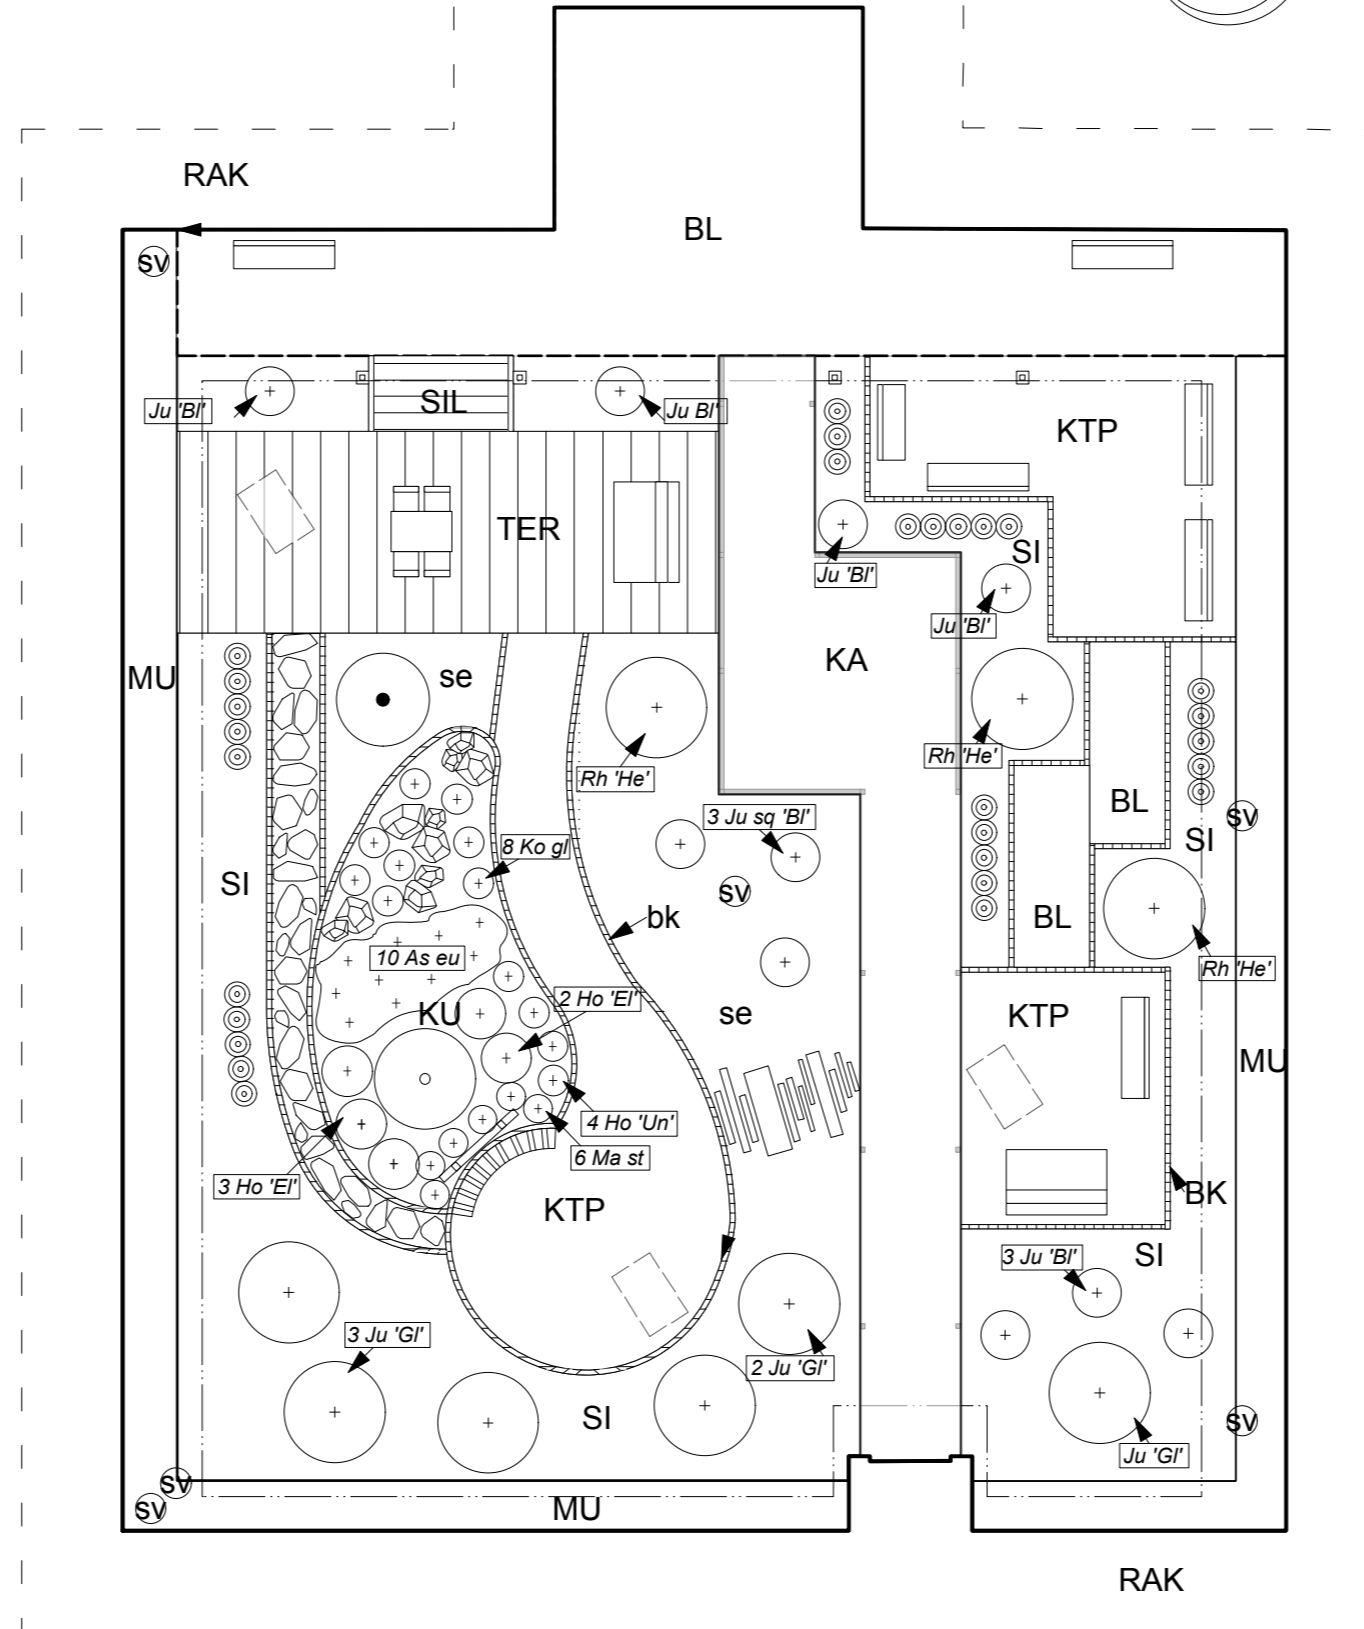 RAK
BL
sv
Ju 'Bl'
SIL
Ju Bl'
KTP
TER
SI
Ju 'Bl'
Ju 'Bl'
MU
se
KA
Rh 'He'
Rh 'He'
BL
3 Ju sq 'Bl'
sv
8 Ko gl
SI
SI
sv
bk
BL
10 As eu
Rh 'He'
2 Ho 'El'
KU
se
KTP
MU
4 Ho 'Un'
6 Ma st
3 Ho 'El'
KTP
BK
SI
3 Ju 'Bl'
3 Ju 'Gl'
2 Ju 'Gl'
SI
sv
Ju 'Gl'
sv
sv
MU
RAK